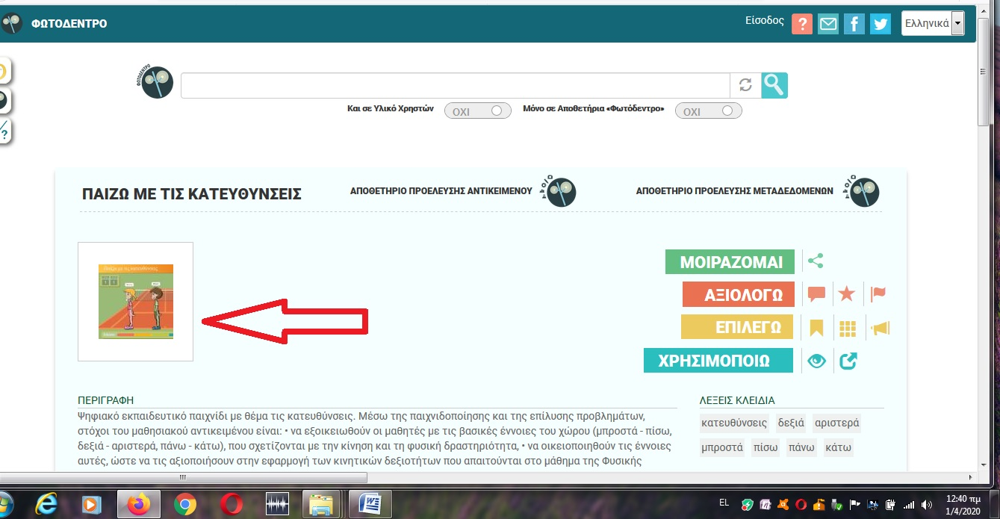 ΦΩΤΟΔΕΝΤΡΟ
Είσοδος
?
f
Ελληνικά
ΦΩΤΟΔΕΝΤΡΟ
Και σε Υλικό Χρηστών ΟΧΙ Μόνο σε Αποθετήρια «Φωτόδεντρο» ΟΧΙ
?
ΠΑΙΖΩ ΜΕ ΤΙΣ ΚΑΤΕΥΘΥΝΣΕΙΣ
ΑΠΟΘΕΤΗΡΙΟ ΠΡΟΕΛΕΥΣΗΣ ΑΝΤΙΚΕΙΜΕΝΟΥ
ΑΠΟΘΕΤΗΡΙΟ ΠΡΟΕΛΕΥΣΗΣ ΜΕΤΑΔΕΔΟΜΕΝΩΝ
Παίζω με τις κατευθύνσεις
ΜΟΙΡΑΖΟΜΑΙ
ΑΞΙΟΛΟΓΩ
ΕΠΙΛΕΓΩ
ΧΡΗΣΙΜΟΠΟΙΩ
ΠΕΡΙΓΡΑΦΗ
Ψηφιακό εκπαιδευτικό παιχνίδι με θέμα τις κατευθύνσεις. Μέσω της παιχνιδοποίησης και της επίλυσης προβλημάτων,
στόχοι του μαθησιακού αντικειμένου είναι: • να εξοικειωθούν οι μαθητές με τις βασικές έννοιες του χώρου (μπροστά - πίσω,
δεξιά - αριστερά, πάνω - κάτω), που σχετίζονται με την κίνηση και τη φυσική δραστηριότητα, • να οικειοποιηθούν τις έννοιες
αυτές, ώστε να τις αξιοποιήσουν στην εφαρμογή των κινητικών δεξιοτήτων που απαιτούνται στο μάθημα της Φυσικής
ΛΕΞΕΙΣ ΚΛΕΙΔΙΑ
κατευθύνσεις δεξιά αριστερά
μπροστά πίσω πάνω κάτω
EL
12:40 πμ
1/4/2020